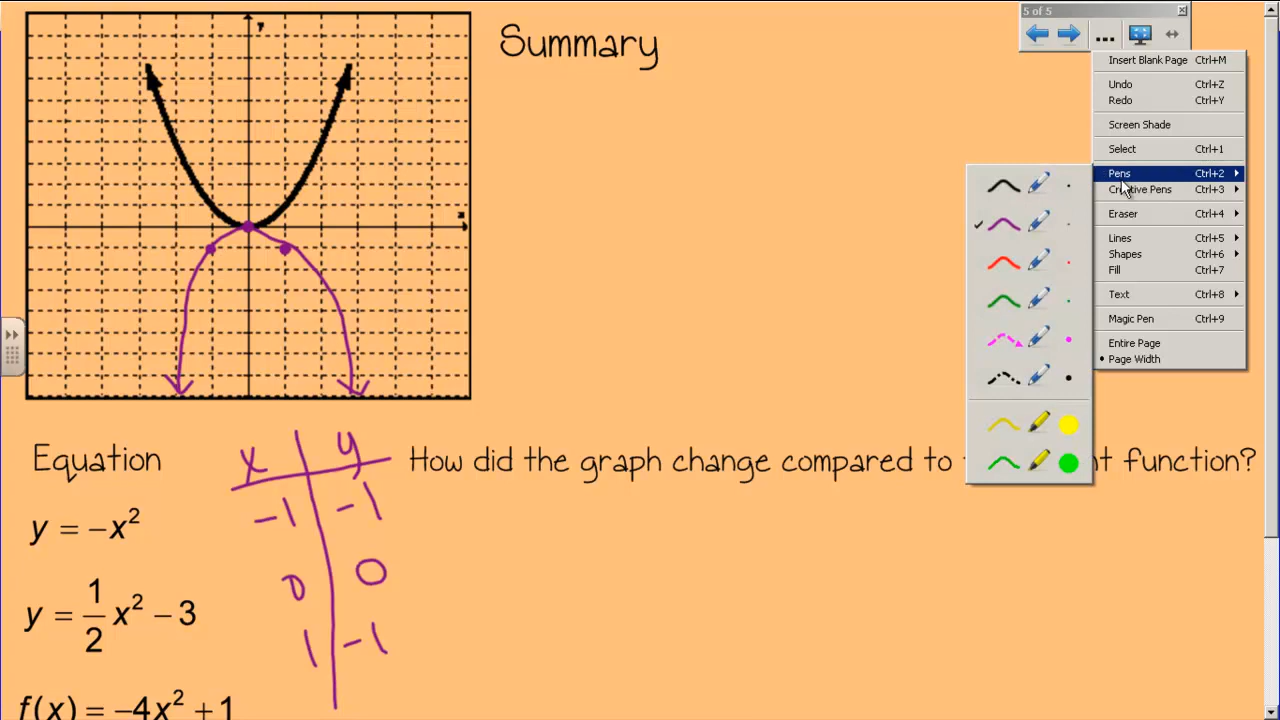 y
x
Summary
5 of 5
...
Insert Blank Page Ctrl+M
Undo Ctrl+Z
Redo Ctrl+Y
Screen Shade
Select Ctrl+1
Pens Ctrl+2
Pens Ctrl+3
Eraser Ctrl+4
Lines Ctrl+5
Shapes Ctrl+6
Fill Ctrl+7
Text Ctrl+8
Magic Pen Ctrl+9
Entire Page
Page Width
Equation
How did the graph change compared to function?
x y
-1 -1
0 0
1 -1
y = -x²
y = 1/2 x² - 3
f(x) = -4x² + 1